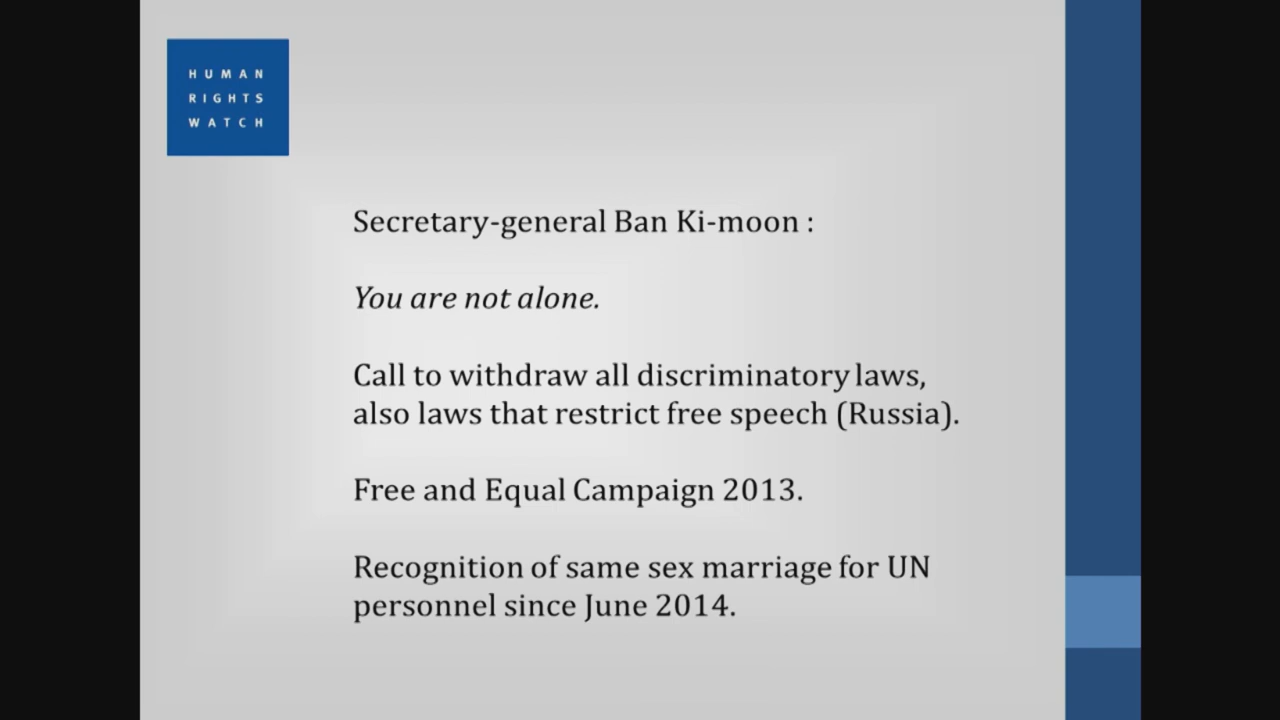 HUMAN
RIGHTS
WATCH
Secretary-general Ban Ki-moon :
You are not alone.
Call to withdraw all discriminatory laws,
also laws that restrict free speech (Russia).
Free and Equal Campaign 2013.
Recognition of same sex marriage for UN
personnel since June 2014.